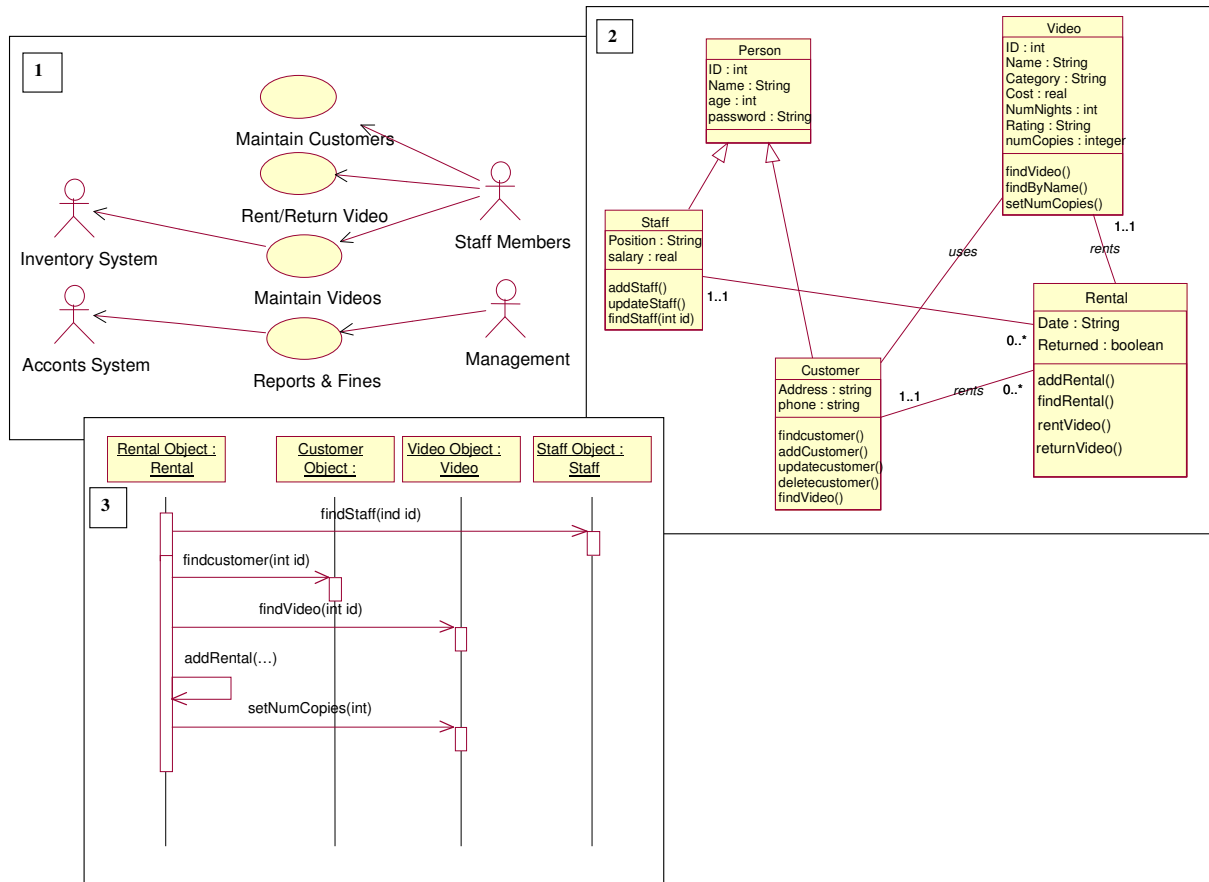 1
Maintain Customers
Rent/Return Video
Inventory System
Staff Members
Maintain Videos
Acconts System
Management
Reports & Fines
2
Person
ID : int
Name : String
age : int
password : String
Video
ID : int
Name : String
Category : String
Cost : real
NumNights : int
Rating : String
numCopies : integer
findVideo()
findByName()
setNumCopies()
Staff
Position : String
salary : real
addStaff()
updateStaff()
findStaff(int id)
1..1
uses
1..1
rents
Rental
Date : String
Returned : boolean
addRental()
findRental()
rentVideo()
returnVideo()
0..*
Customer
Address : string
phone : string
findcustomer()
addCustomer()
updatecustomer()
deletecustomer()
findVideo()
1..1
rents
0..*
3
Rental Object :
Rental
Customer
Object :
Video Object :
Video
Staff Object :
Staff
findStaff(ind id)
findcustomer(int id)
findVideo(int id)
addRental(…)
setNumCopies(int)